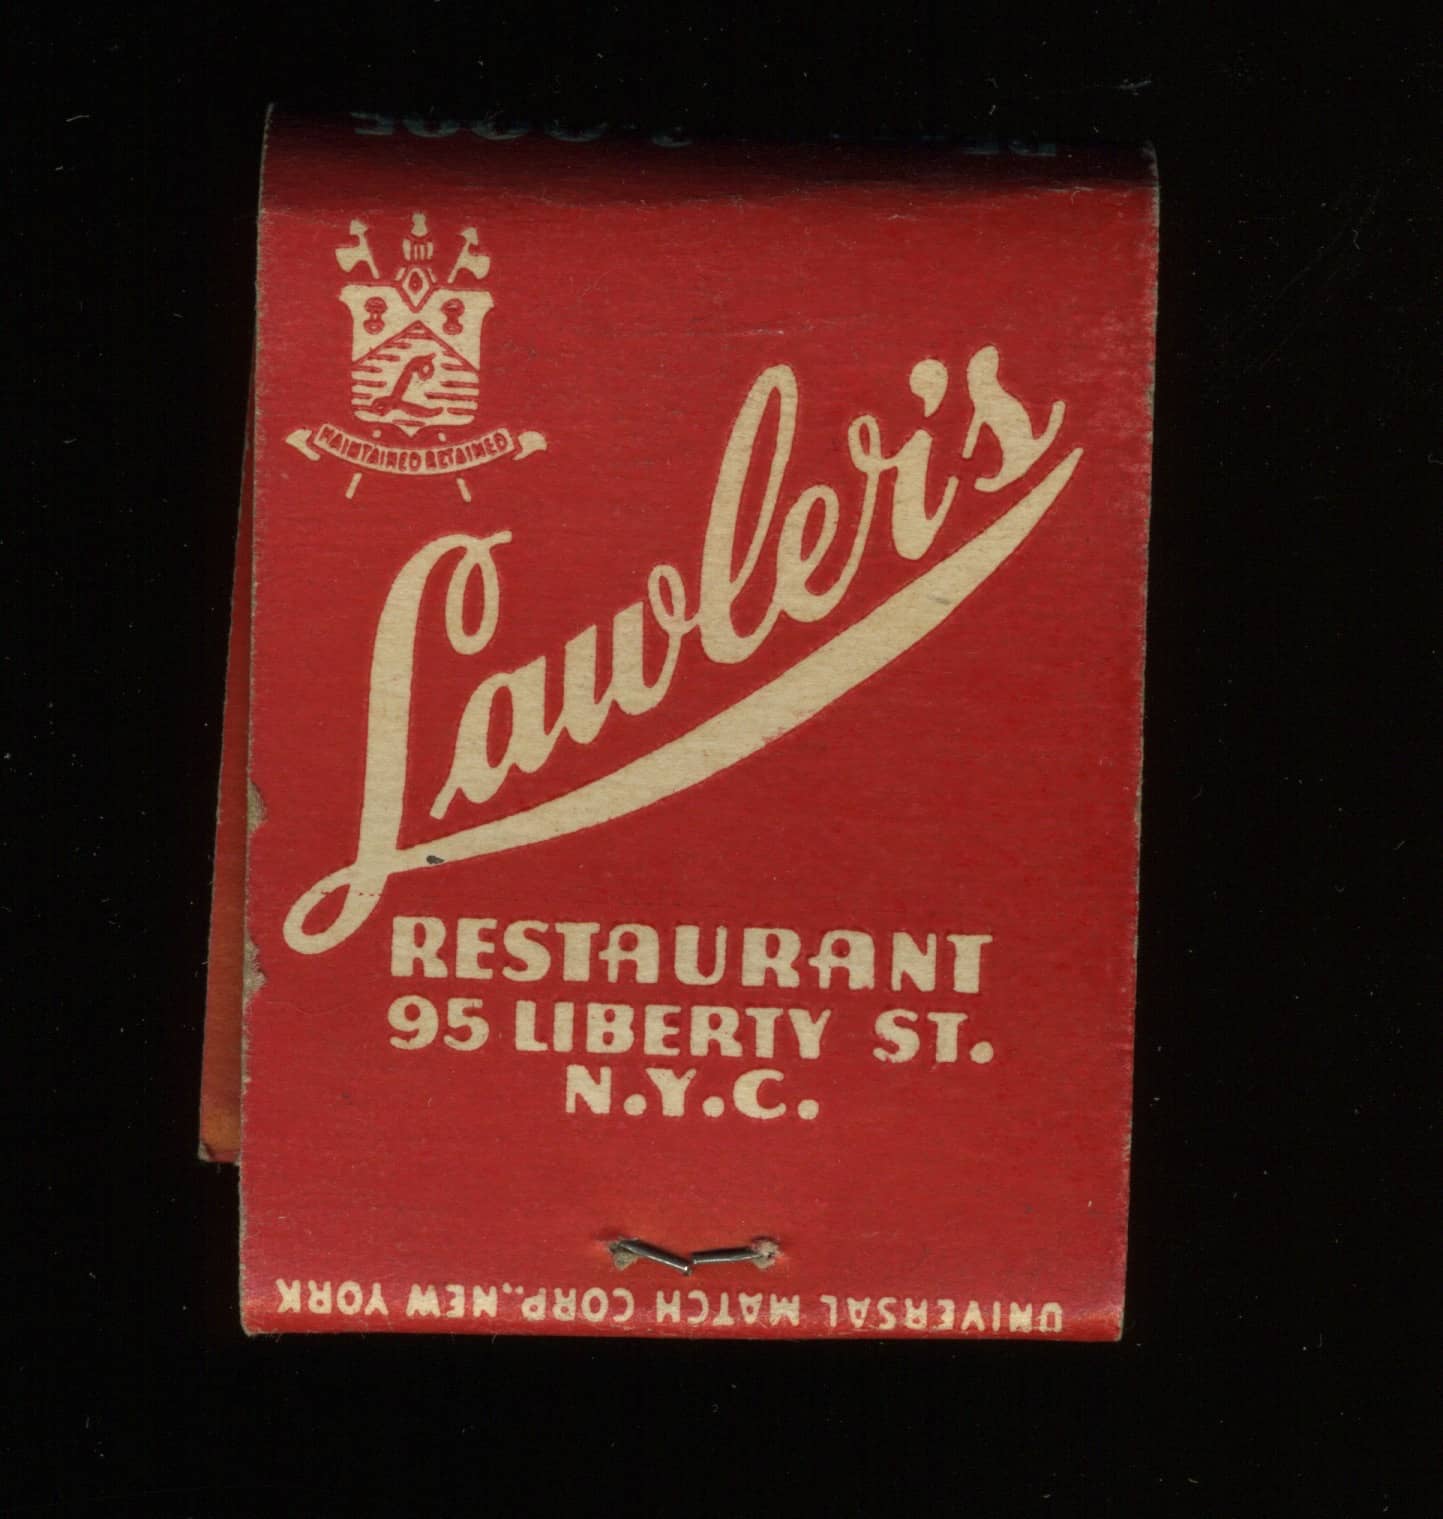 MAINTAINED RETAINED
Lawler's
RESTAURANT
95 LIBERTY ST.
N.Y.C.
UNIVERSAL MATCH CORP., NEW YORK